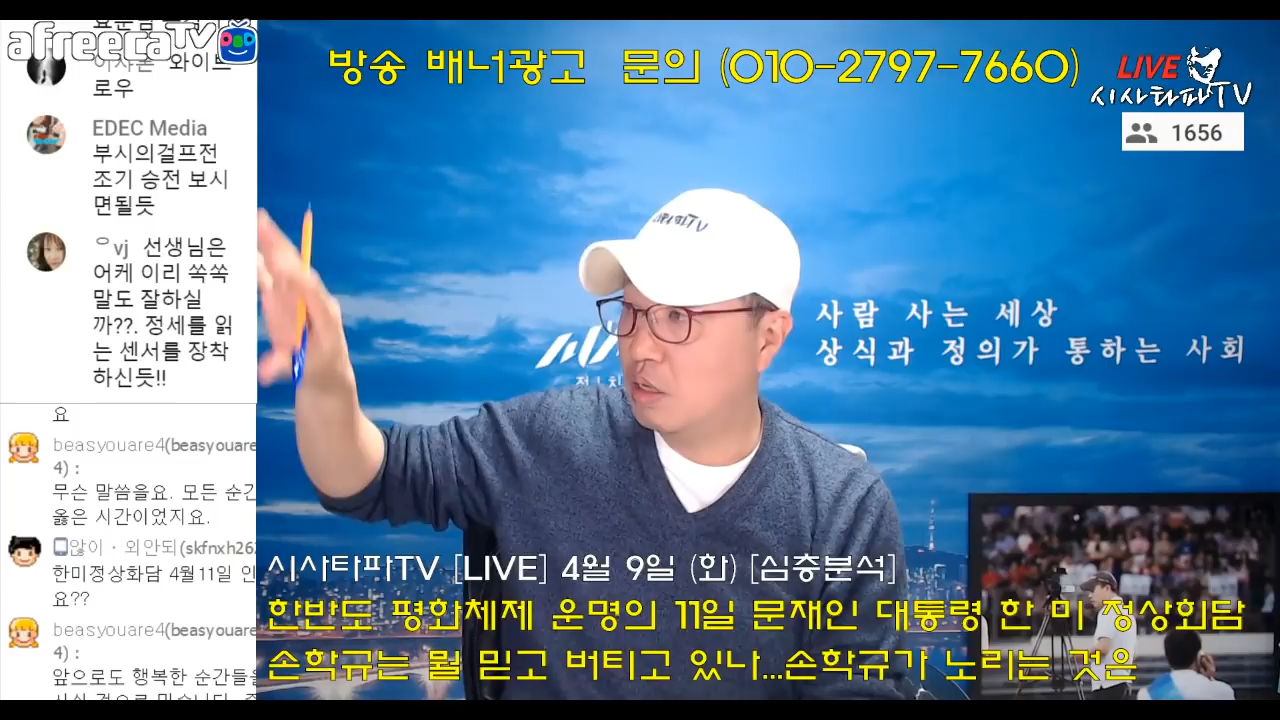 afreecaTV
와이드
로우
EDEC Media
부시의걸프전
조기 승전 보시
면될듯
ᄋvj 선생님은
어케 이리 쏙쏙
말도 잘하실
까??. 정세를 읽
는 센서를 장착
하신듯!!
요
beasyouare4(beasyouare
4) :
무슨 말씀을요. 모든 순간
옳은 시간이었지요.
않이·외안되(skfnxh262
한미정상화담 4월11일 인
요??
beasyouare4(beasyouare
4) :
앞으로도 행복한 순간들을
방송 배너광고 문의 (010-2797-7660)
LIVE
시사타파TV
1656
사람 사는 세상
상식과 정의가 통하는 사회
시사타파TV [LIVE] 4월 9일 (화) [심층분석]
한반도 평화체제 운명의 11일 문재인 대통령 한 미 정상회담
손학규는 뭘 믿고 버티고 있나...손학규가 노리는 것은